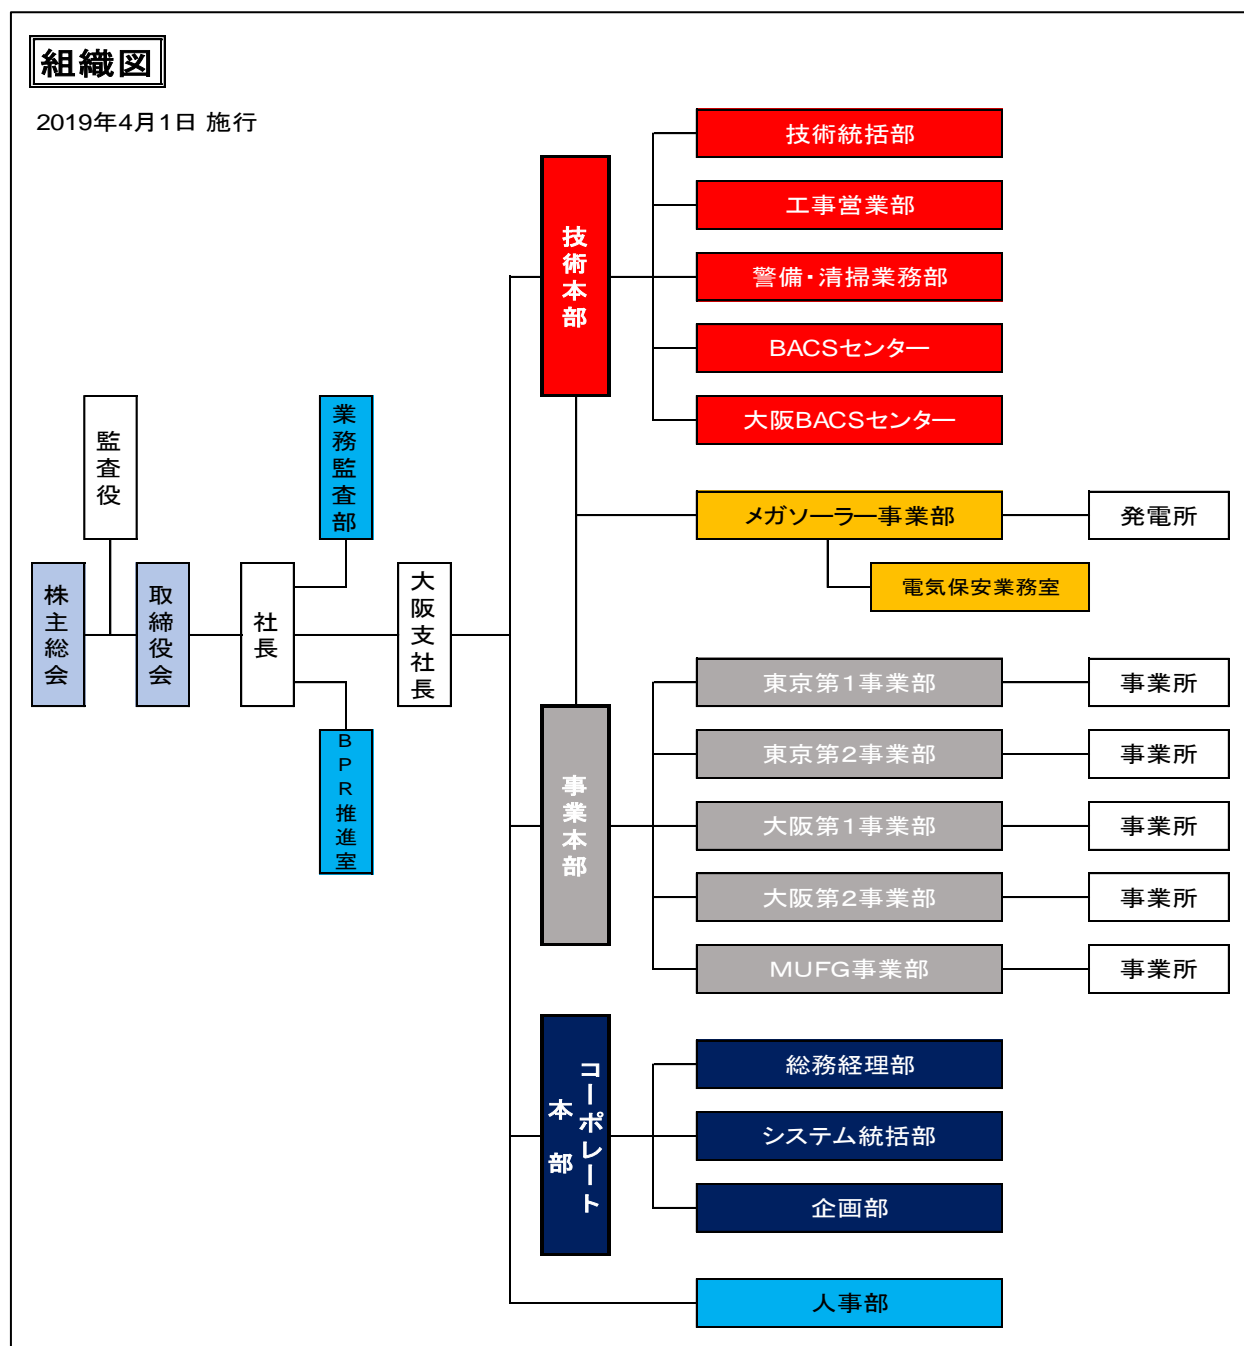 組織図
2019年4月1日 施行
株主総会
監査役
取締役会
社長
業務監査部
BPR推進室
大阪支社長
技術本部
技術統括部
工事営業部
警備・清掃業務部
BACSセンター
大阪BACSセンター
メガソーラー事業部
発電所
電気保安業務室
事業本部
東京第1事業部
事業所
東京第2事業部
事業所
大阪第1事業部
事業所
大阪第2事業部
事業所
MUFG事業部
事業所
コーポレート
本部
総務経理部
システム統括部
企画部
人事部